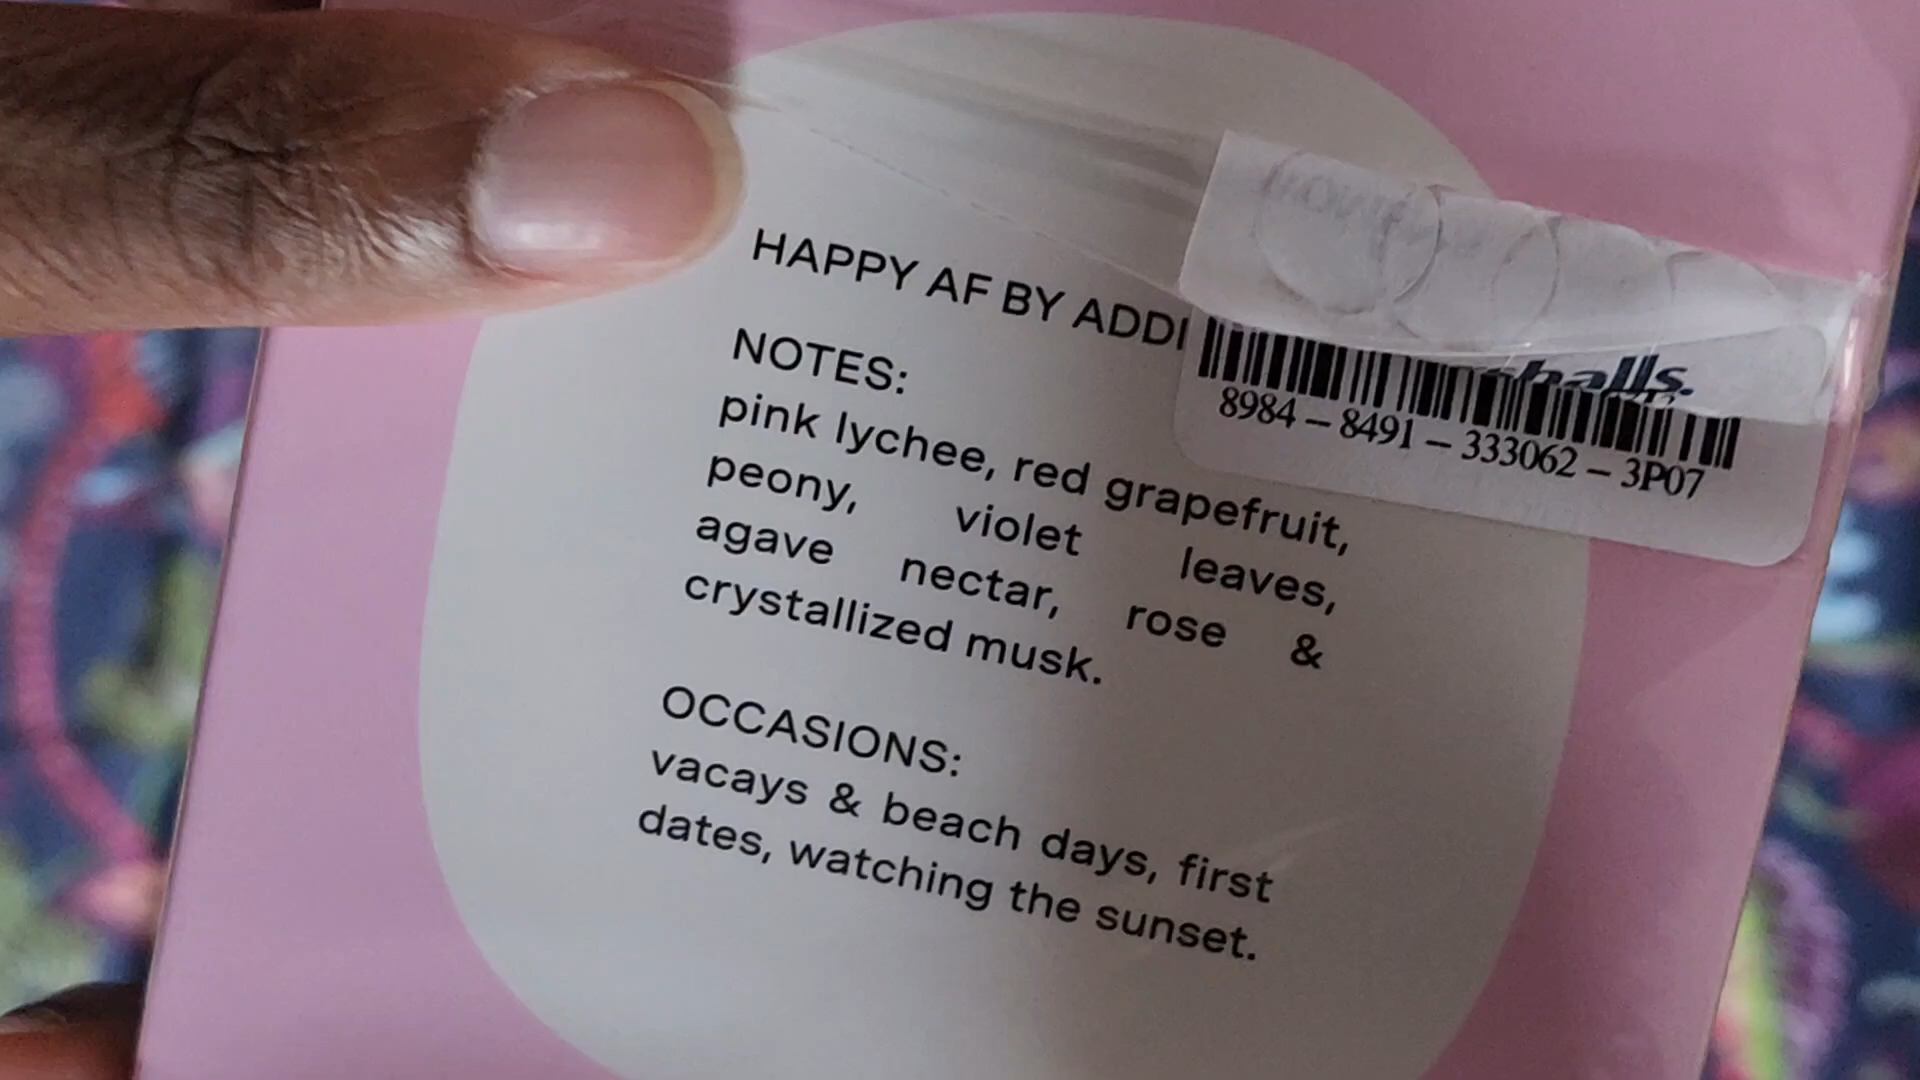 HAPPY AF BY ADDI
halls.
8984 – 8491 – 333062 – 3P07
NOTES:
pink lychee, red grapefruit,
peony, violet leaves,
agave nectar, rose &
crystallized musk.
OCCASIONS:
vacays & beach days, first
dates, watching the sunset.